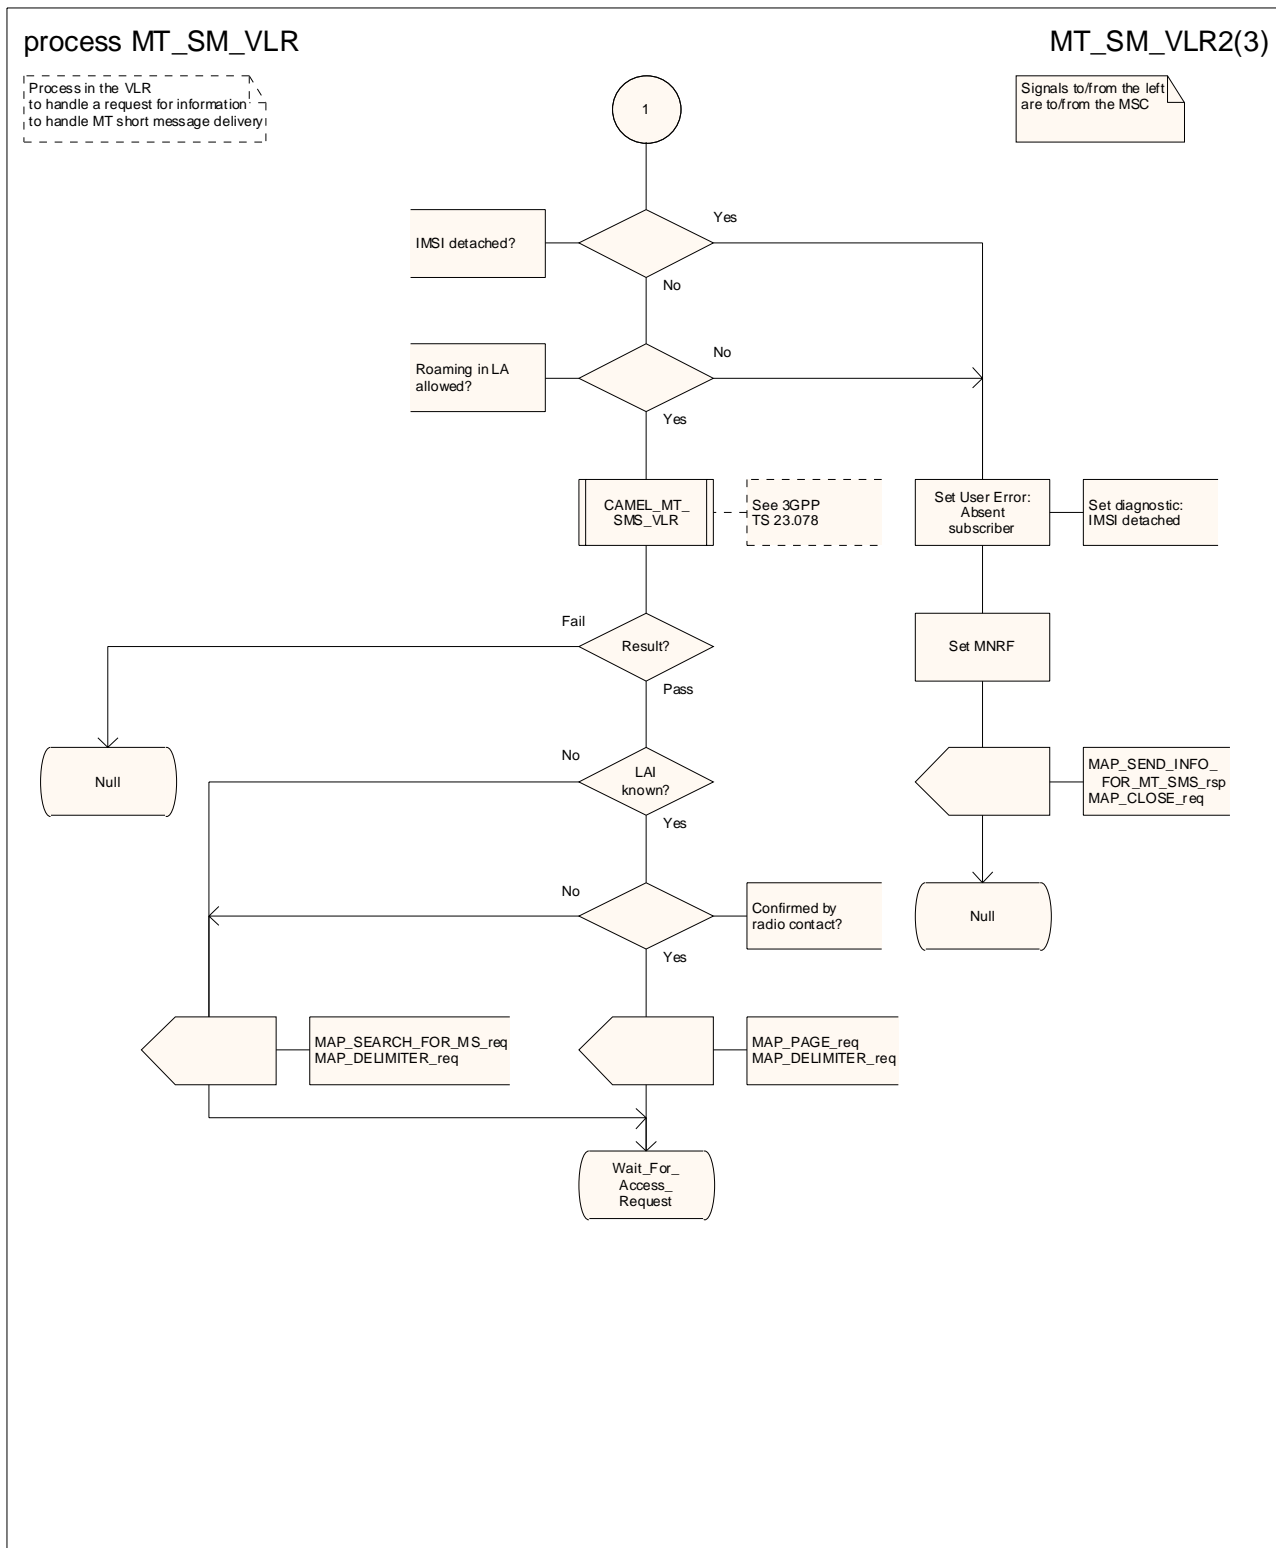 process MT_SM_VLR
MT_SM_VLR2(3)
Process in the VLR
to handle a request for information
to handle MT short message delivery
Signals to/from the left
are to/from the MSC
1
IMSI detached?
Yes
No
Roaming in LA
allowed?
No
Yes
CAMEL_MT_
SMS_VLR
See 3GPP
TS 23.078
Set User Error:
Absent
subscriber
Set diagnostic:
IMSI detached
Fail
Result?
Pass
Set MNRF
Null
No
LAI
known?
Yes
MAP_SEND_INFO_
FOR_MT_SMS_rsp
MAP_CLOSE_req
No
Confirmed by
radio contact?
Yes
Null
MAP_SEARCH_FOR_MS_req
MAP_DELIMITER_req
MAP_PAGE_req
MAP_DELIMITER_req
Wait_For_
Access_
Request